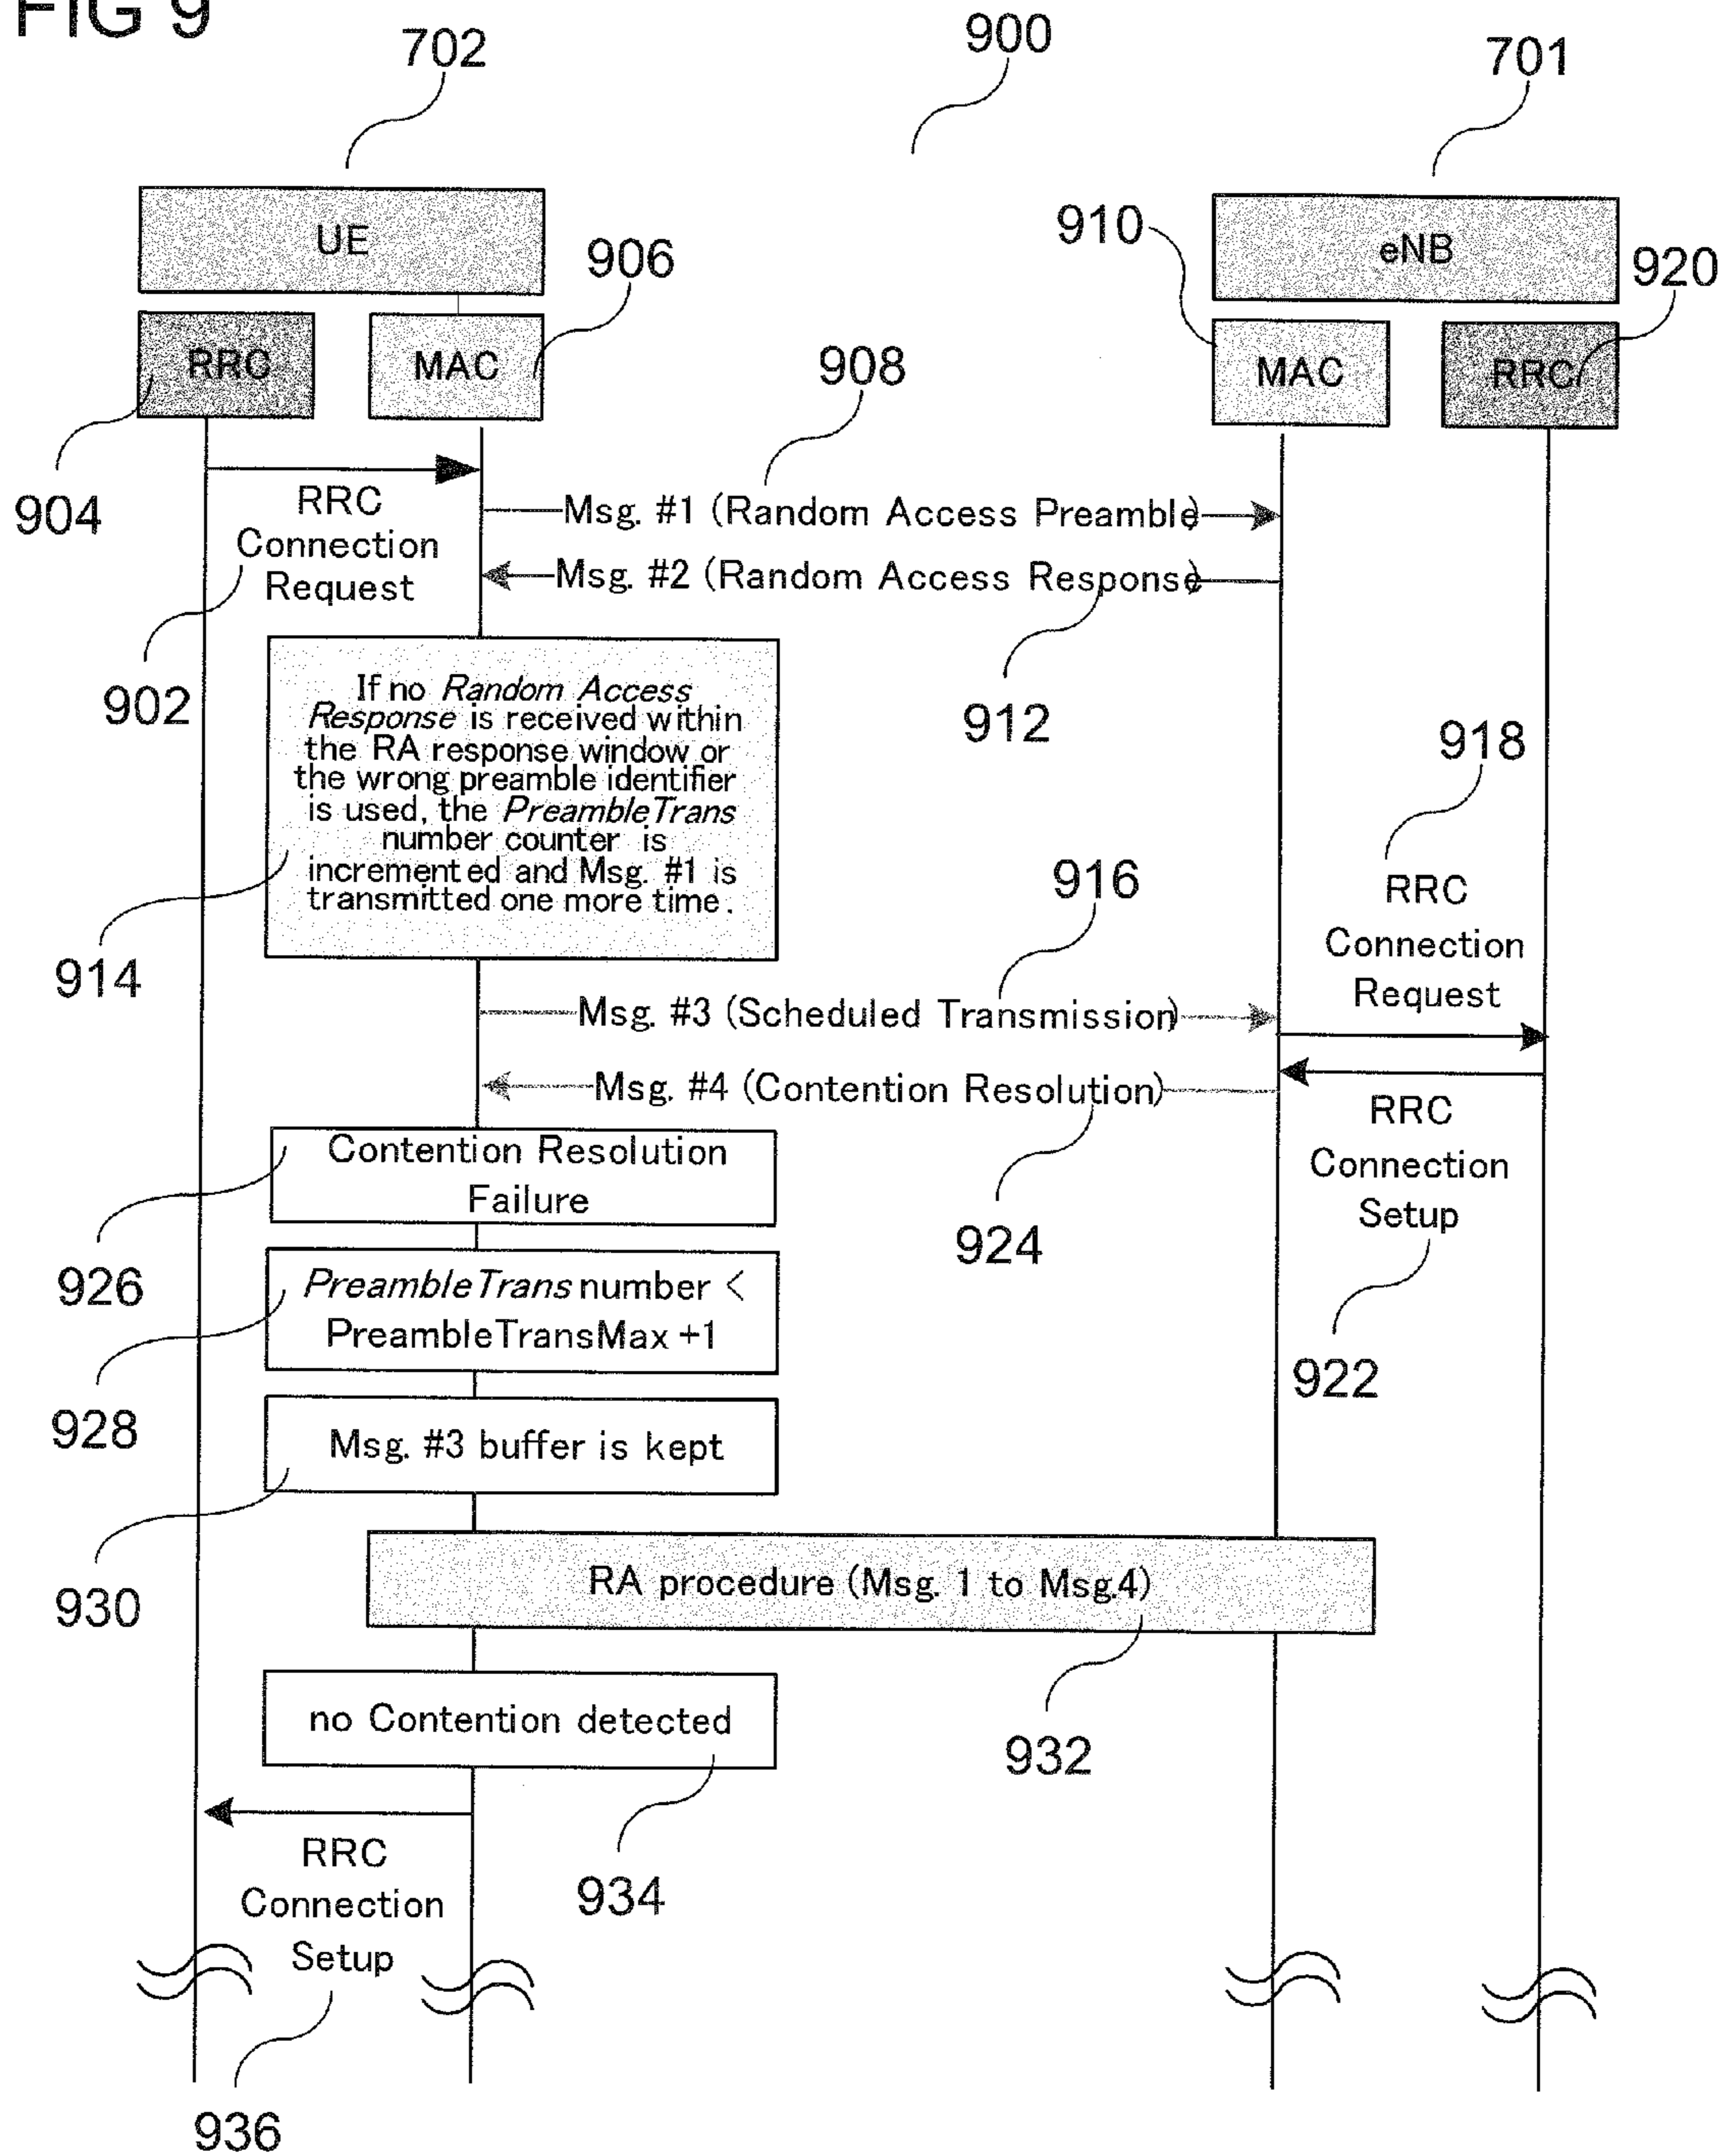 FIG 9
702
900
701
UE
906
910
eNB
920
RRC
MAC
908
MAC
RRC
904
RRC
Connection
Request
902
Msg. #1 (Random Access Preamble)
Msg. #2 (Random Access Response)
912
If no Random Access
Response is received within
the RA response window or
the wrong preamble identifier
is used, the PreambleTrans
number counter is
incremented and Msg. #1 is
transmitted one more time.
914
916
918
RRC
Connection
Request
Msg. #3 (Scheduled Transmission)
Msg. #4 (Contention Resolution)
924
RRC
Connection
Setup
922
Contention Resolution
Failure
926
PreambleTrans number <
PreambleTransMax +1
928
Msg. #3 buffer is kept
930
RA procedure (Msg. 1 to Msg.4)
932
no Contention detected
934
RRC
Connection
Setup
936